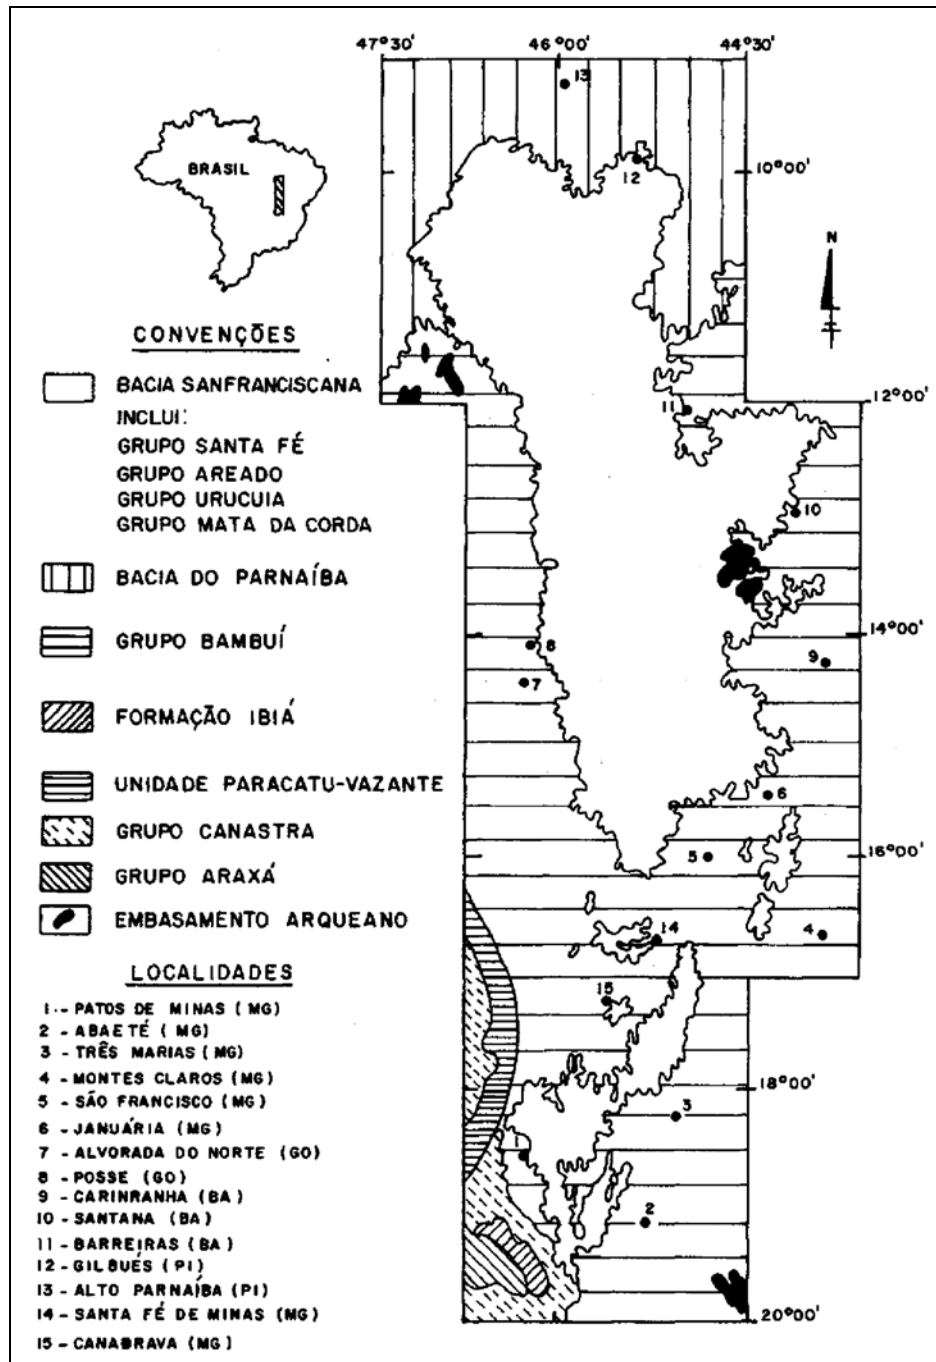 47°30'
46°00'
44°30'
13
12
10°00'
BRASIL
N
CONVENÇÕES
BACIA SANFRANCISCANA
INCLUI:
GRUPO SANTA FÉ
GRUPO AREADO
GRUPO URUCUIA
GRUPO MATA DA CORDA
BACIA DO PARNAÍBA
GRUPO BAMBUÍ
FORMAÇÃO IBIÁ
UNIDADE PARACATU-VAZANTE
GRUPO CANASTRA
GRUPO ARAXÁ
EMBASAMENTO ARQUEANO
11
12°00'
10
14°00'
8
9
7
6
5
16°00'
14
4
15
18°00'
3
1
2
20°00'
LOCALIDADES
1.- PATOS DE MINAS (MG)
2 - ABAETÉ (MG)
3 - TRÊS MARIAS (MG)
4 - MONTES CLAROS (MG)
5 - SÃO FRANCISCO (MG)
6 - JANUÁRIA (MG)
7 - ALVORADA DO NORTE (GO)
8 - POSSE (GO)
9 - CARINRANHA (BA)
10 - SANTANA (BA)
11 - BARREIRAS (BA)
12 - GILBUÉS (PI)
13 - ALTO PARNAÍBA (PI)
14 - SANTA FÉ DE MINAS (MG)
15 - CANABRAVA (MG)